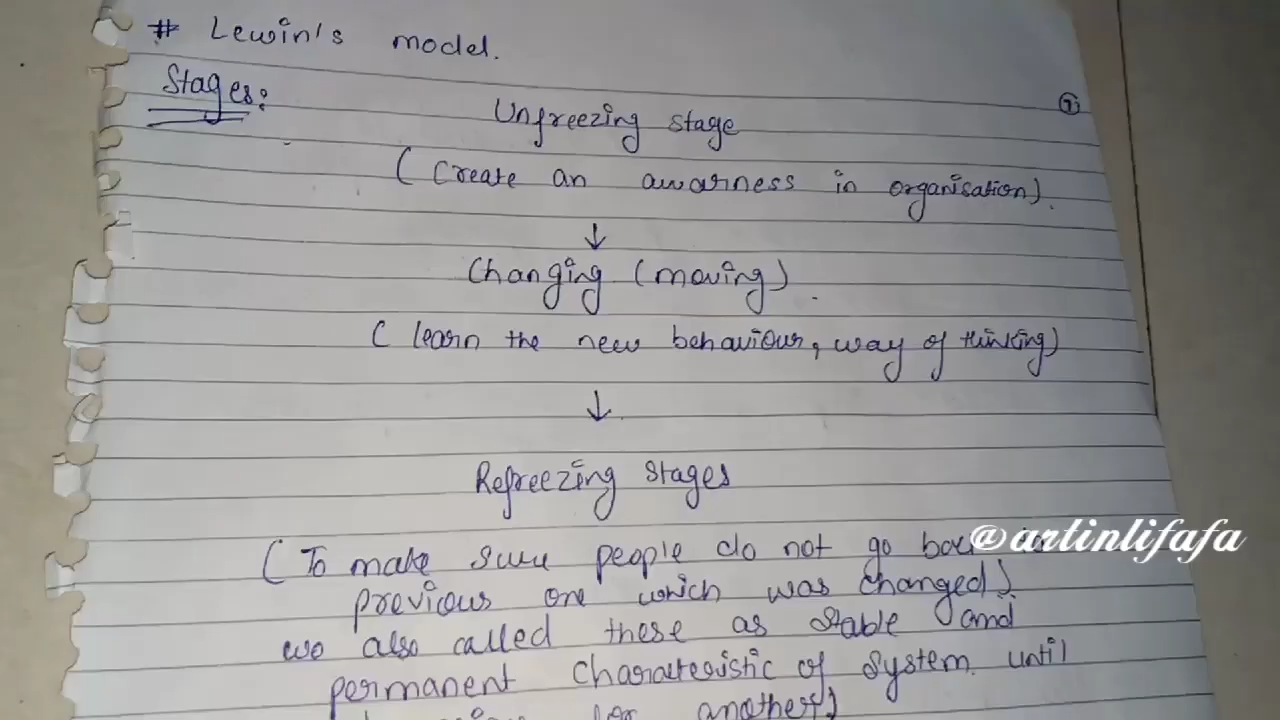 # Lewin's model.
Stages:
7
Unfreezing stage
( Create an awarness in organisation).
↓
Changing (moving).
( learn the new behaviour, way of thinking)
↓
Refreezing stages
( To make sure people do not go
@artinlifafa
previous one which was changed).
we also called these as stable and
permanent characteristic of system until
for another)